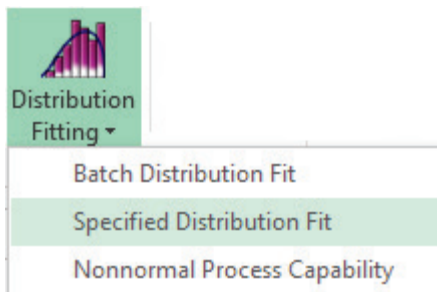 Distribution
Fitting
Batch Distribution Fit
Specified Distribution Fit
Nonnormal Process Capability